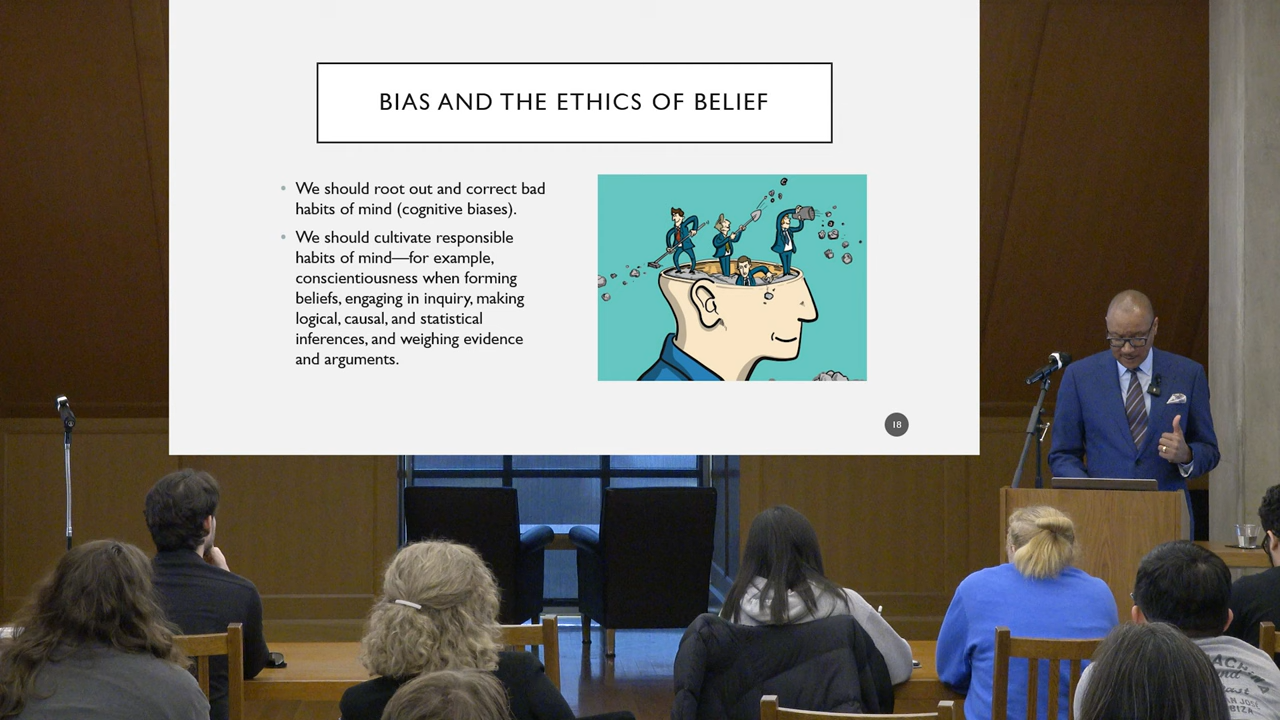 BIAS AND THE ETHICS OF BELIEF
• We should root out and correct bad
habits of mind (cognitive biases).
• We should cultivate responsible
habits of mind—for example,
conscientiousness when forming
beliefs, engaging in inquiry, making
logical, causal, and statistical
inferences, and weighing evidence
and arguments.
18
and